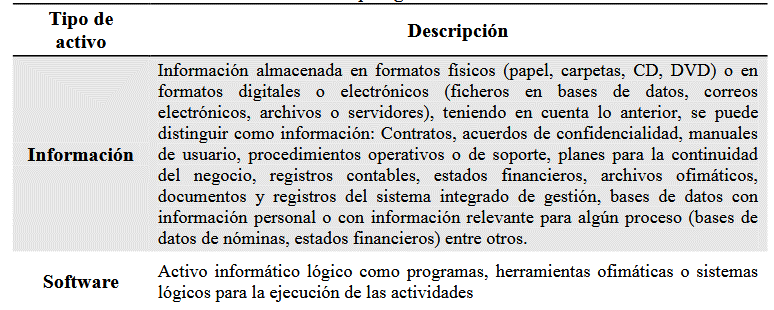 Tipo de activo
Descripción
Información
Información almacenada en formatos físicos (papel, carpetas, CD, DVD) o en
formatos digitales o electrónicos (ficheros en bases de datos, correos
electrónicos, archivos o servidores), teniendo en cuenta lo anterior, se puede
distinguir como información: Contratos, acuerdos de confidencialidad, manuales
de usuario, procedimientos operativos o de soporte, planes para la continuidad
del negocio, registros contables, estados financieros, archivos ofimáticos,
documentos y registros del sistema integrado de gestión, bases de datos con
información personal o con información relevante para algún proceso (bases de
datos de nóminas, estados financieros) entre otros.
Software
Activo informático lógico como programas, herramientas ofimáticas o sistemas
lógicos para la ejecución de las actividades